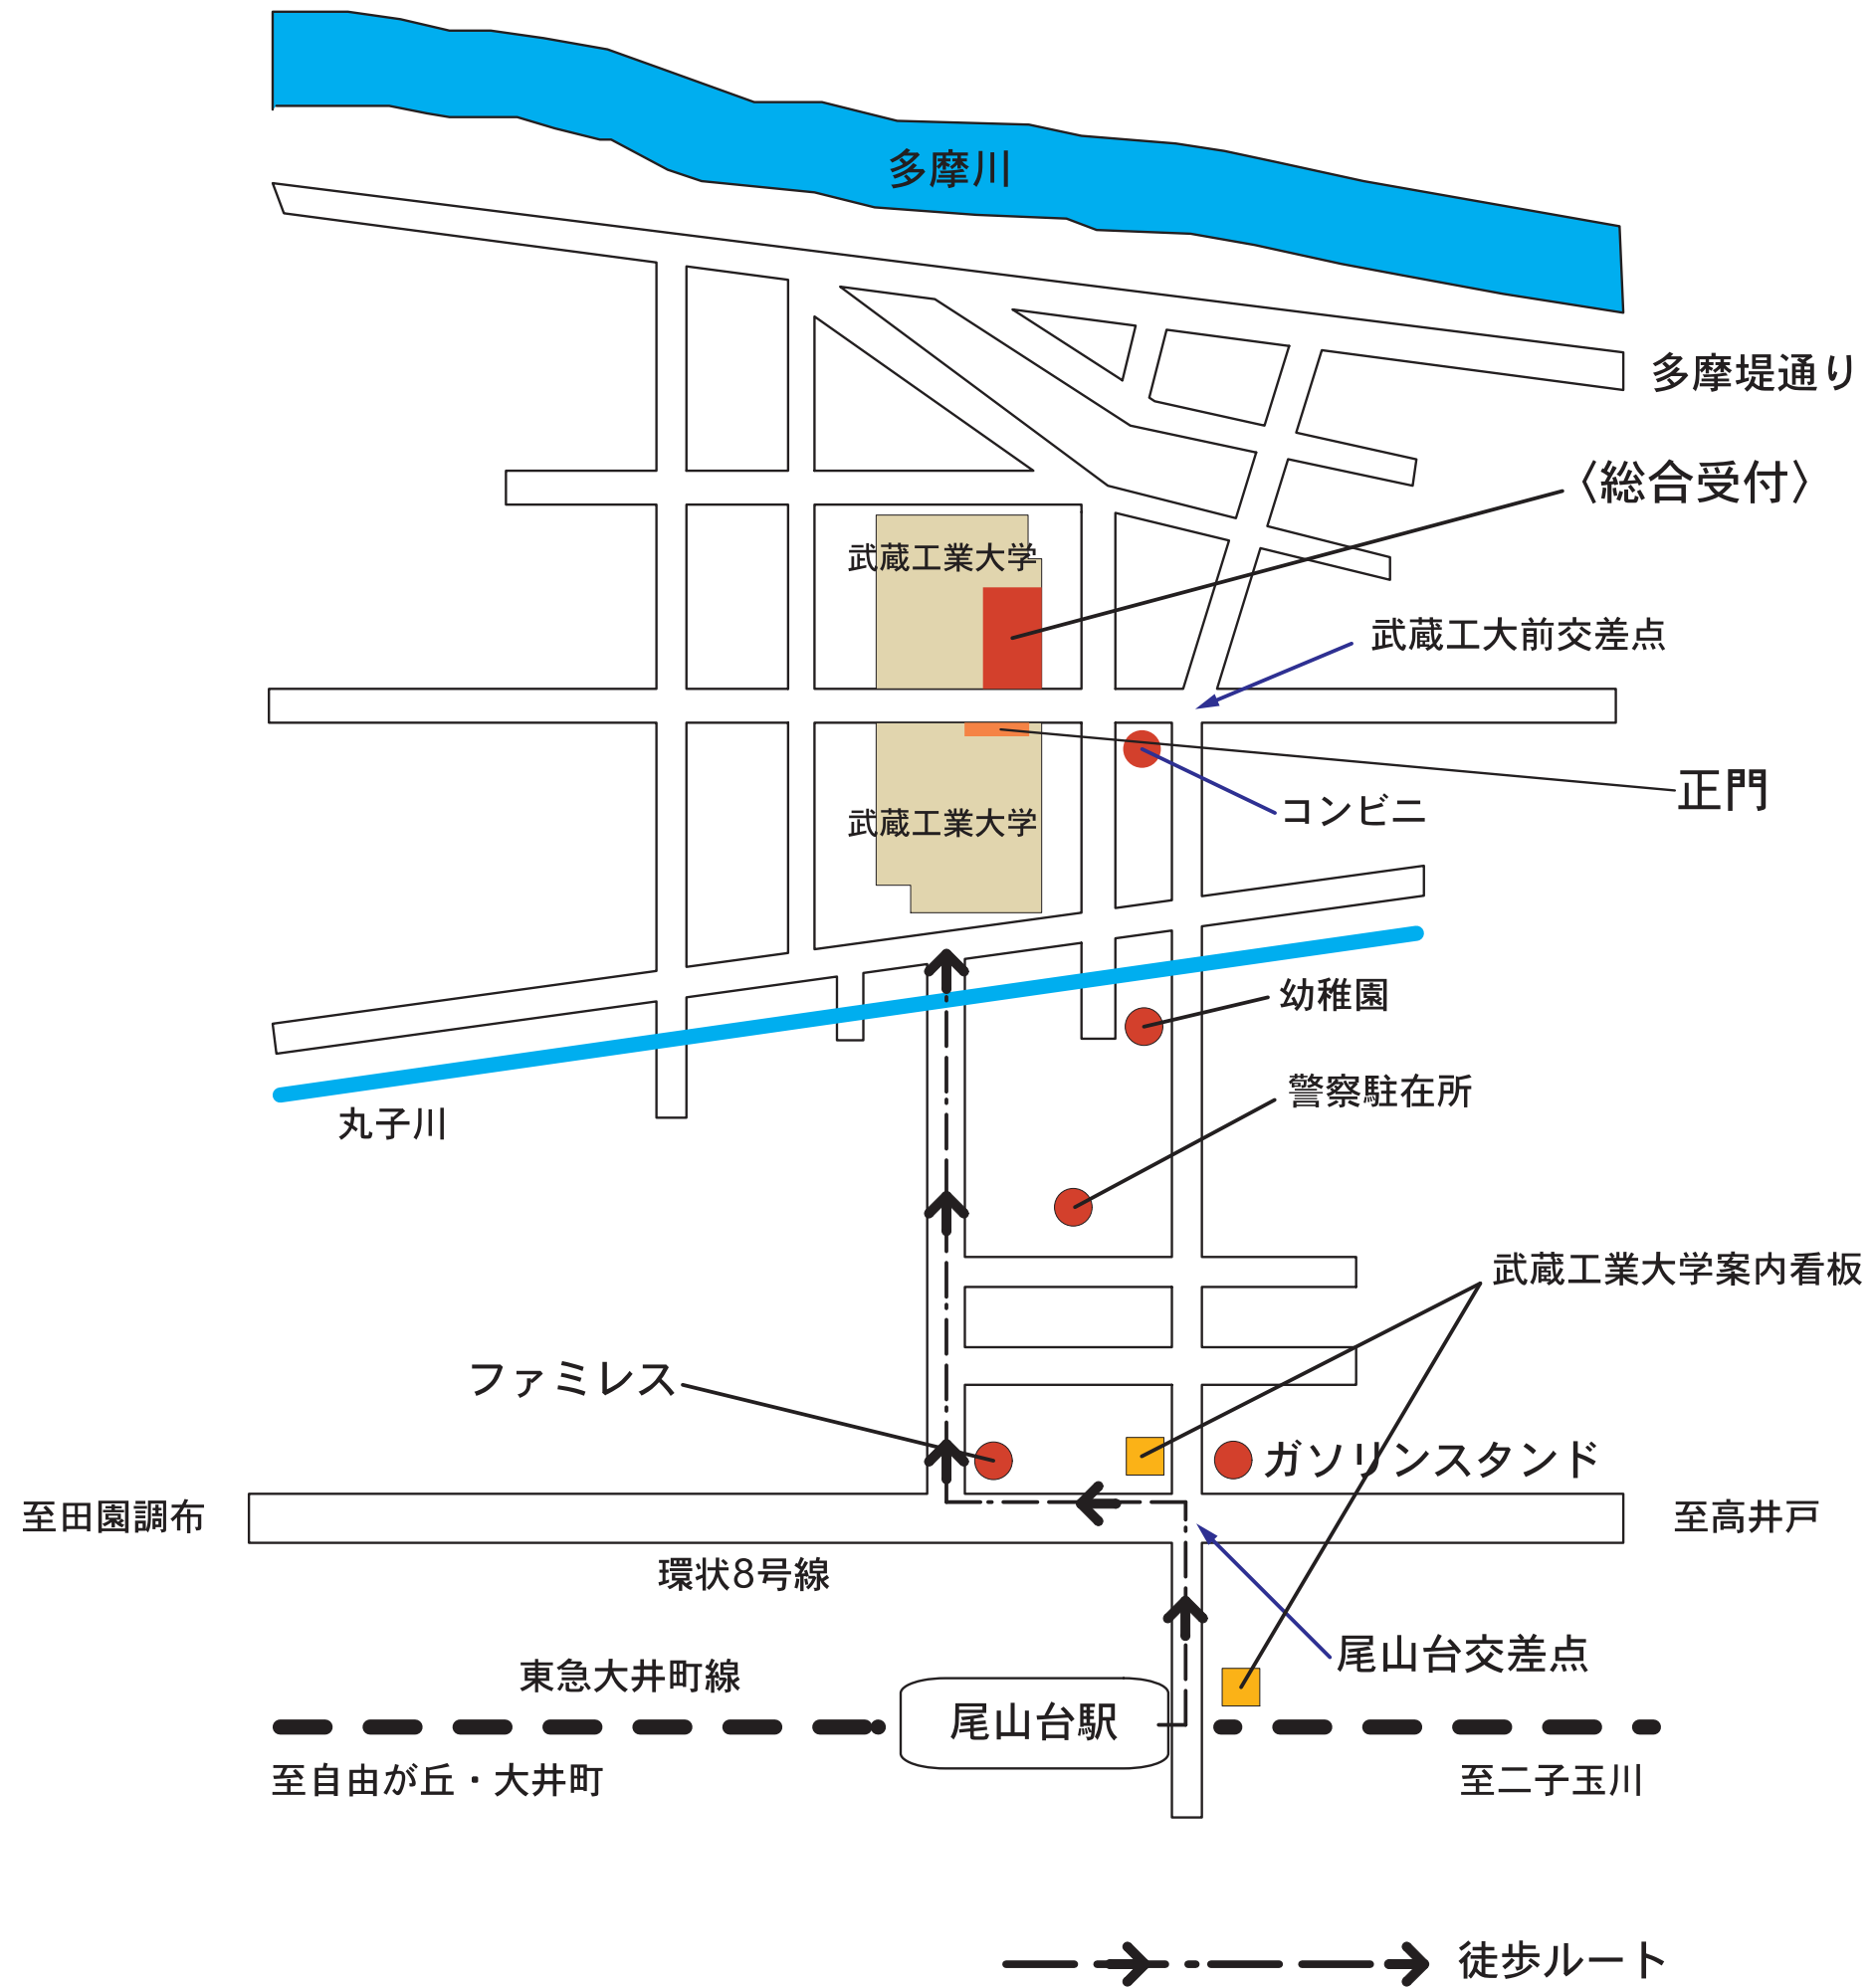 多摩川
多摩堤通り
〈総合受付〉
武蔵工業大学
武蔵工大前交差点
正門
コンビニ
武蔵工業大学
幼稚園
警察駐在所
丸子川
武蔵工業大学案内看板
ファミレス
ガソリンスタンド
至田園調布
至高井戸
環状8号線
尾山台交差点
東急大井町線
尾山台駅
至自由が丘・大井町
至二子玉川
徒歩ルート